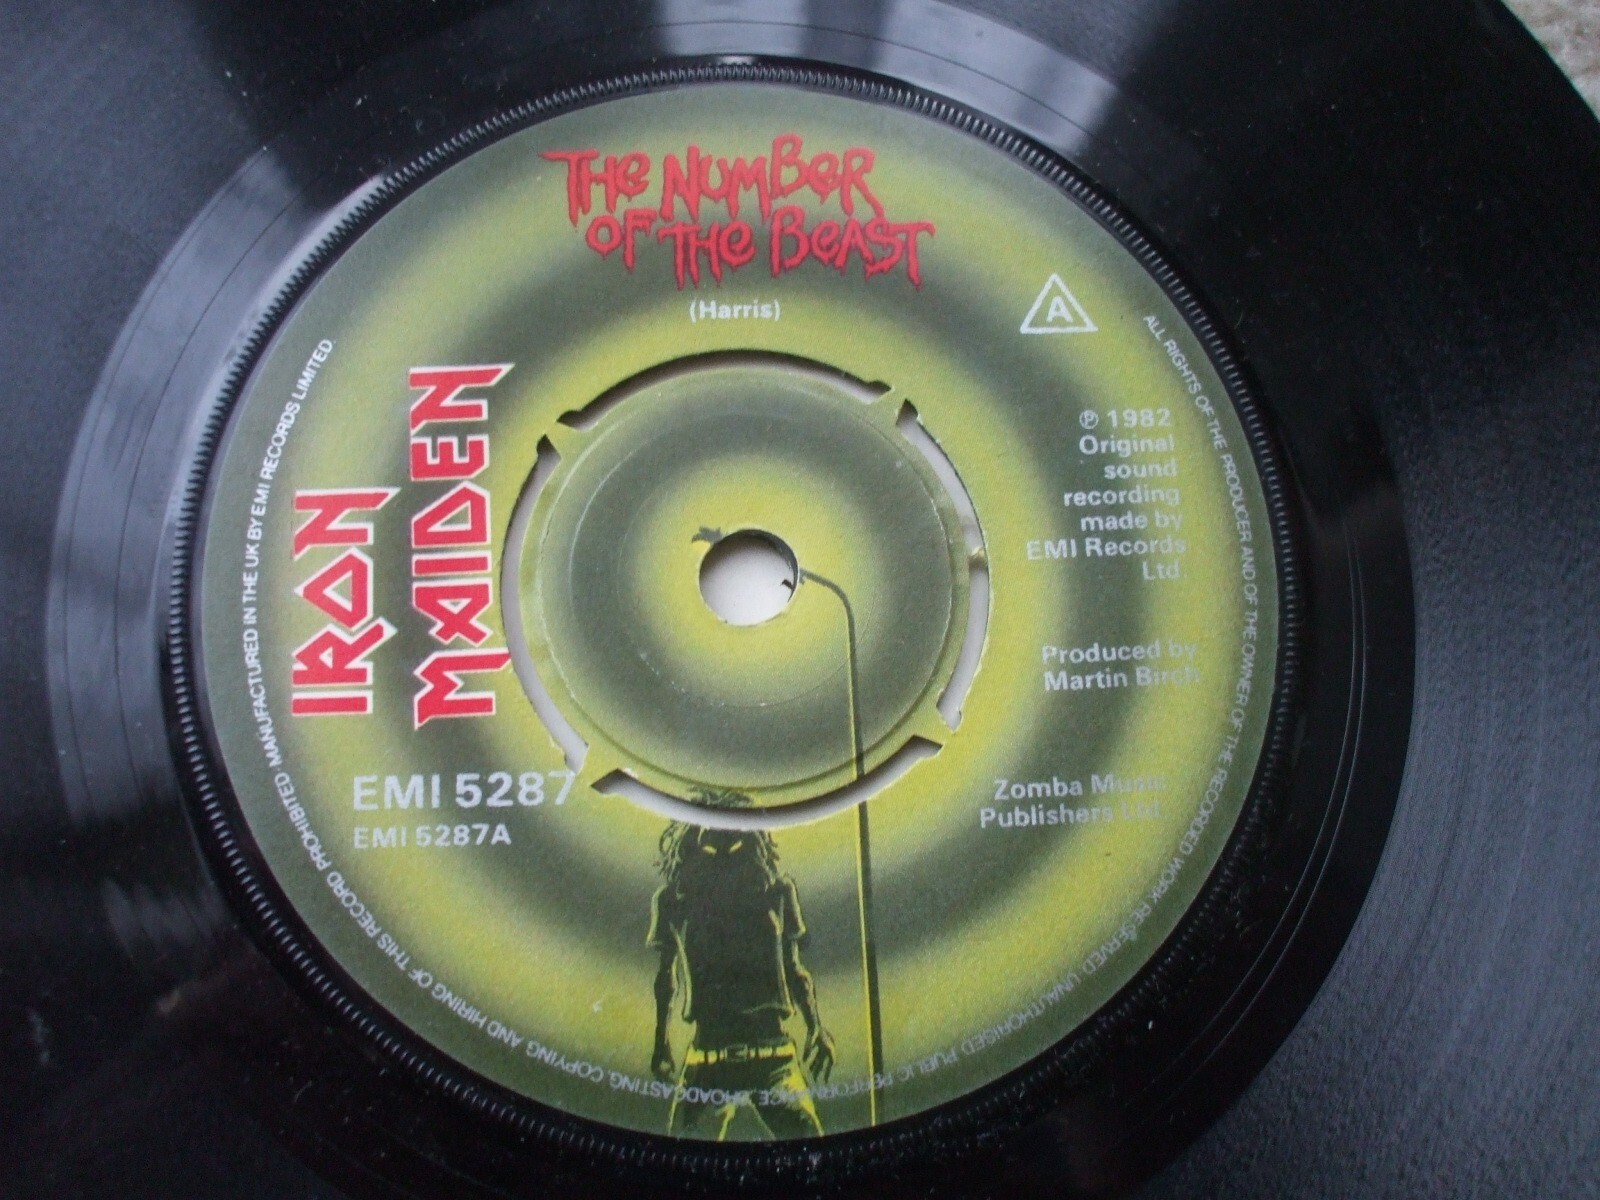 THE NUMBER
OF THE BEAST
(Harris)
A
IRON
MAIDEN
℗ 1982
Original
sound
recording
made by
EMI Records
Ltd.
Produced by
Martin Birch
EMI 5287
EMI 5287A
Zomba Music
Publishers Ltd.
ALL RIGHTS OF THE PRODUCER AND OF THE OWNER OF THE RECORDED WORK RESERVED. UNAUTHORISED PUBLIC PERFORMANCE, BROADCASTING, COPYING AND HIRING OF THIS RECORD PROHIBITED. MANUFACTURED IN THE UK BY EMI RECORDS LIMITED.